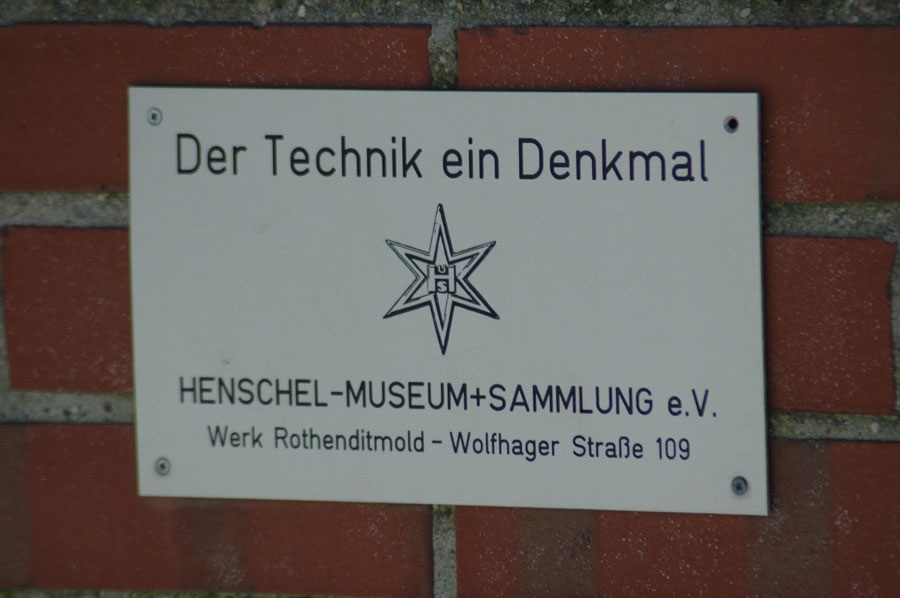 Der Technik ein Denkmal
U
H
S
HENSCHEL-MUSEUM+SAMMLUNG e.V.
Werk Rothenditmold - Wolfhager Straße 109